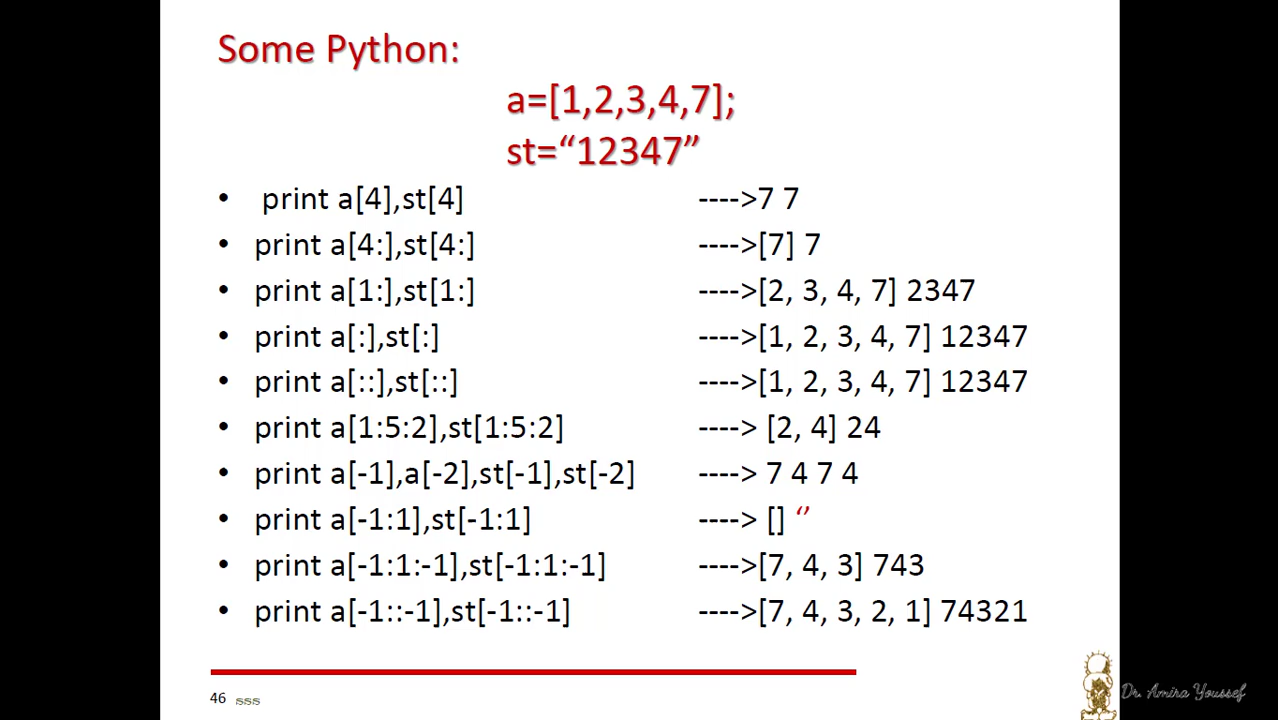 Some Python:
a=[1,2,3,4,7];
st=“12347”
• print a[4],st[4] ---->7 7
• print a[4:],st[4:] ---->[7] 7
• print a[1:],st[1:] ---->[2, 3, 4, 7] 2347
• print a[:],st[:] ---->[1, 2, 3, 4, 7] 12347
• print a[::],st[::] ---->[1, 2, 3, 4, 7] 12347
• print a[1:5:2],st[1:5:2] ----> [2, 4] 24
• print a[-1],a[-2],st[-1],st[-2] ----> 7 4 7 4
• print a[-1:1],st[-1:1] ----> [] ‘’
• print a[-1:1:-1],st[-1:1:-1] ---->[7, 4, 3] 743
• print a[-1::-1],st[-1::-1] ---->[7, 4, 3, 2, 1] 74321
46 sss
Dr. Amira Youssef